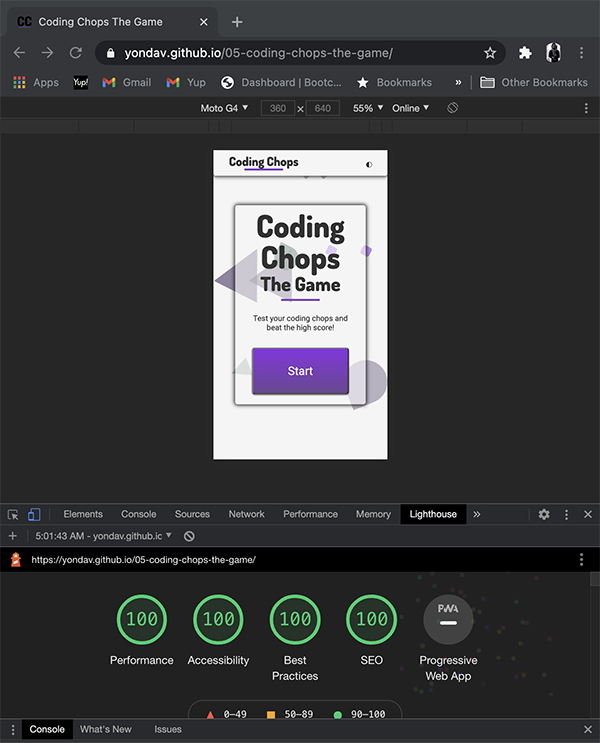 CC Coding Chops The Game
yondav.github.io/05-coding-chops-the-game/
Apps Yup! Gmail Yup Dashboard | Bootc... Bookmarks » Other Bookmarks
Moto G4 ▼ 360 × 640 55% ▼ Online ▼
Coding Chops
Coding
Chops
The Game
Test your coding chops and
beat the high score!
Start
Elements Console Sources Network Performance Memory Lighthouse »
5:01:43 AM - yondav.github.ic ▼
https://yondav.github.io/05-coding-chops-the-game/
100 100 100 100 PWA
Performance Accessibility Best Practices SEO Progressive Web App
0–49 50–89 90–100
Console What's New Issues